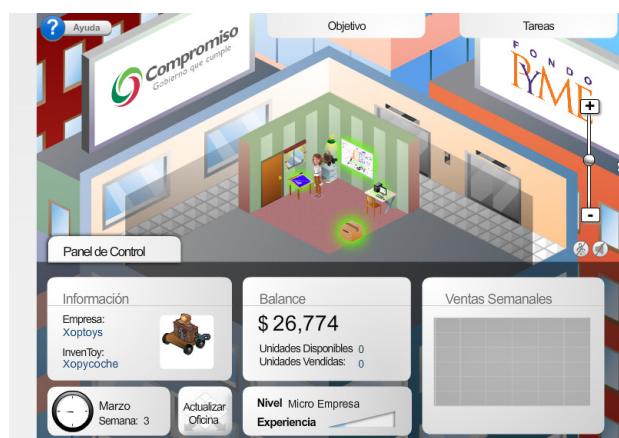 ? Ayuda
Objetivo
Tareas
Compromiso
Gobierno que cumple
FONDO
PYME
+
-
Panel de Control
Información
Empresa:
Xoptoys
InvenToy:
Xopycoche
Balance
$ 26,774
Unidades Disponibles 0
Unidades Vendidas: 0
Ventas Semanales
Marzo
Semana: 3
Actualizar
Oficina
Nivel Micro Empresa
Experiencia